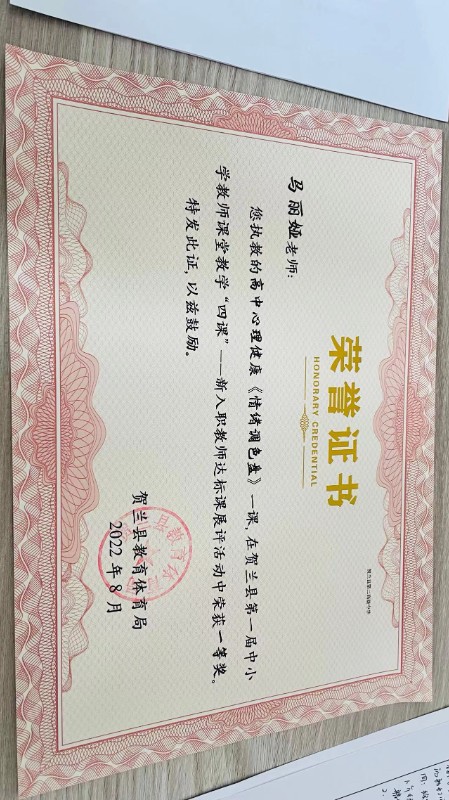 荣誉证书
HONORARY CREDENTIAL
马丽娅老师：
您执教的高中心理健康《情绪调色盘》一课，在贺兰县第一届中小
学教师课堂教学“四课”——新入职教师达标课展评活动中荣获一等奖。
特发此证，以兹鼓励。
贺兰县教育体育局
2022年8月